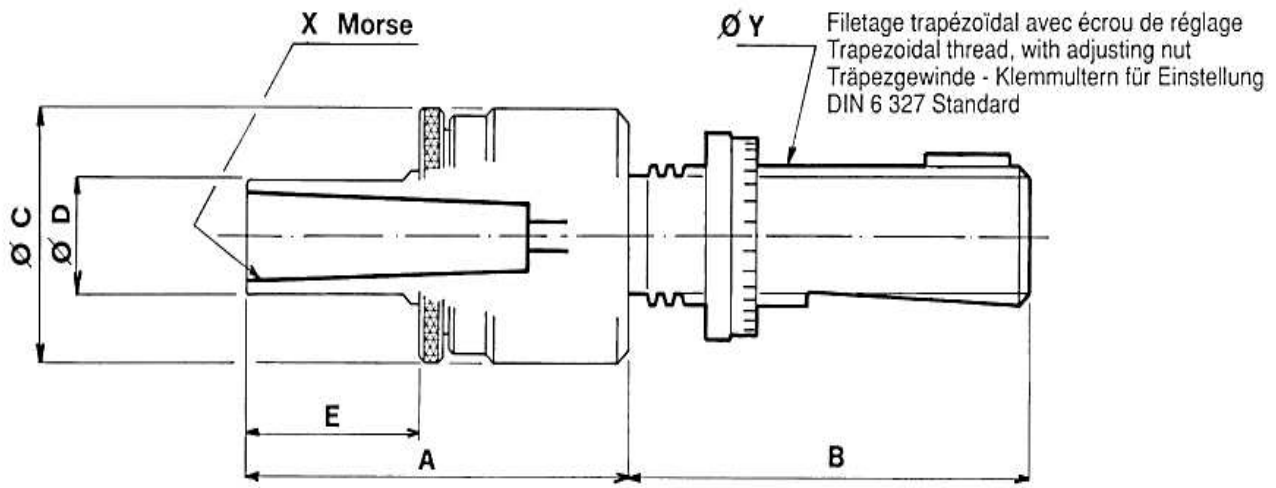 X Morse
Ø Y
Filetage trapézoïdal avec écrou de réglage
Trapezoidal thread, with adjusting nut
Träpezgewinde - Klemmultern für Einstellung
DIN 6 327 Standard
Ø C
Ø D
E
A
B